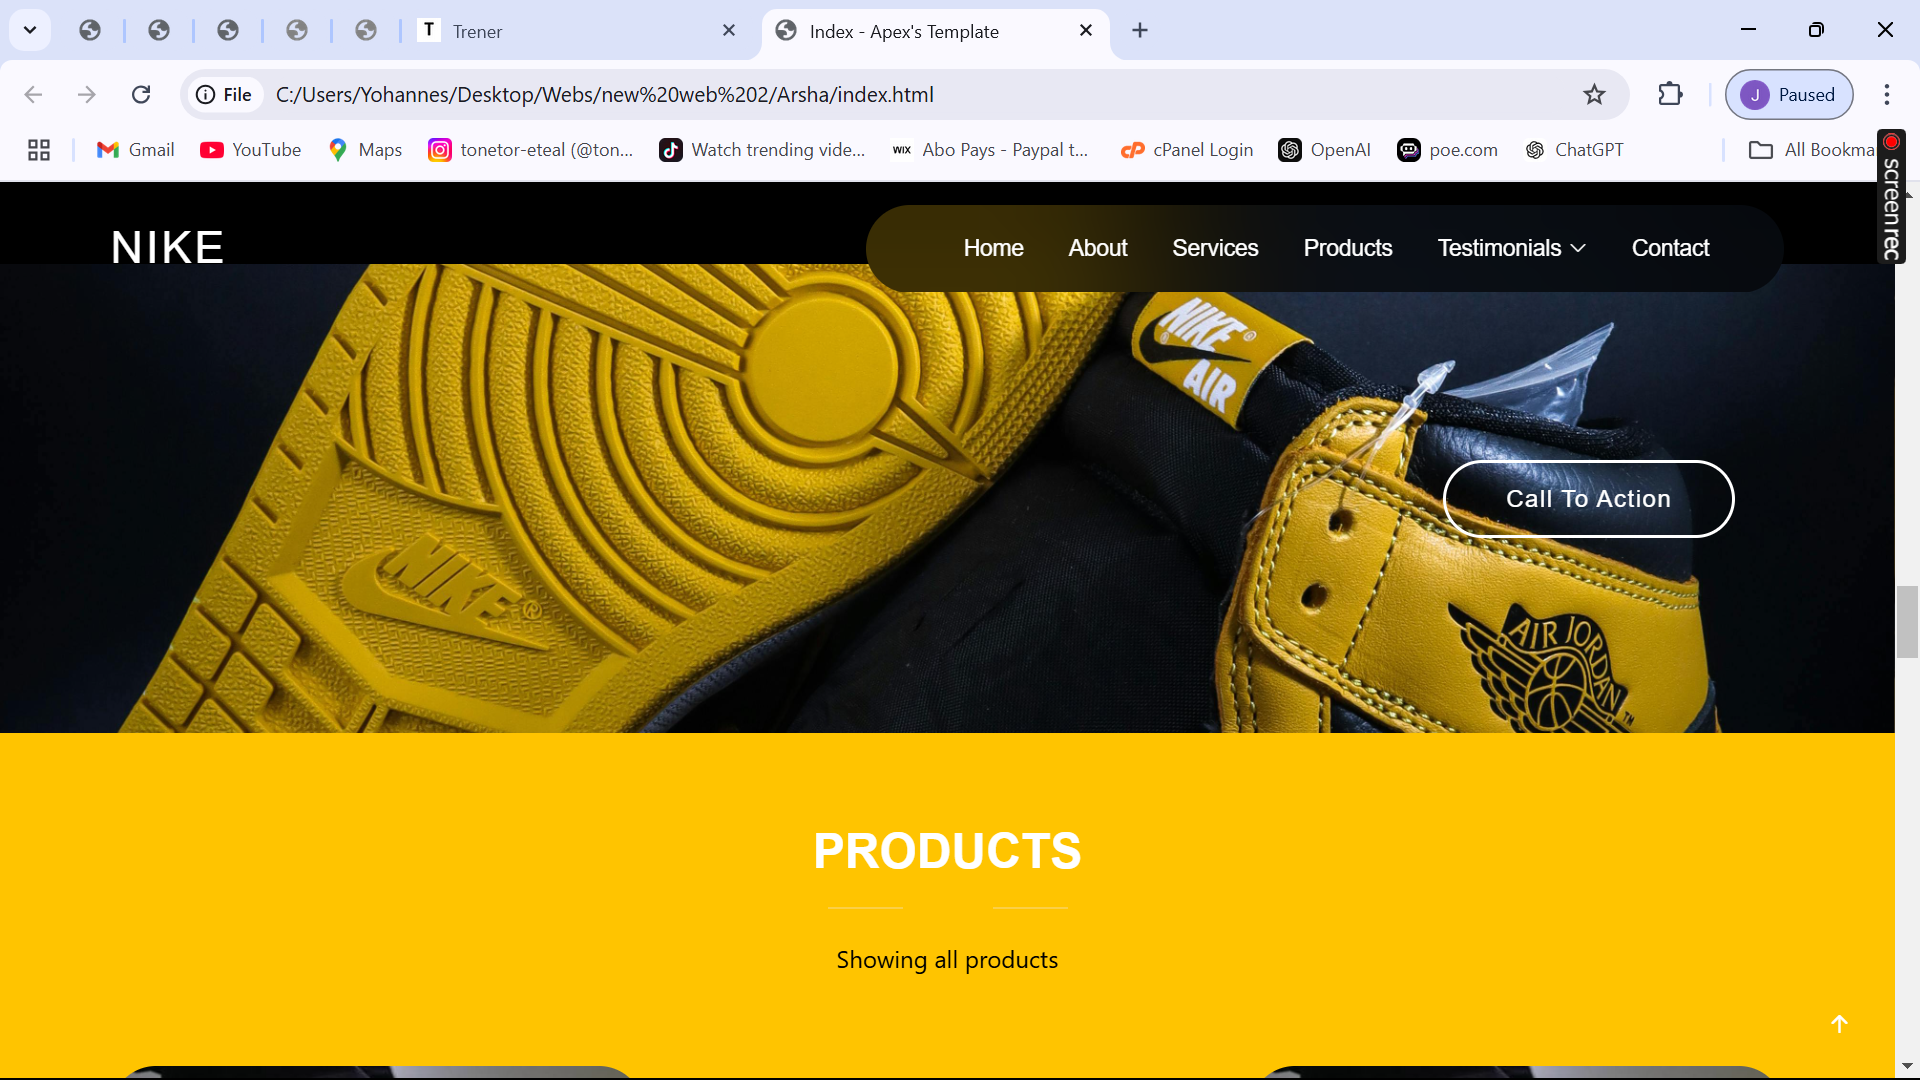 T Trener
Index - Apex's Template
File
C:/Users/Yohannes/Desktop/Webs/new%20web%202/Arsha/index.html
J Paused
Gmail
YouTube
Maps
tonetor-eteal (@ton...
Watch trending vide...
WIX Abo Pays - Paypal t...
cPanel Login
OpenAI
poe.com
ChatGPT
All Bookma
screenrec
NIKE
Home
About
Services
Products
Testimonials
Contact
NIKE
®
AIR
Call To Action
NIKE ®
AIR JORDAN
TM
PRODUCTS
Showing all products